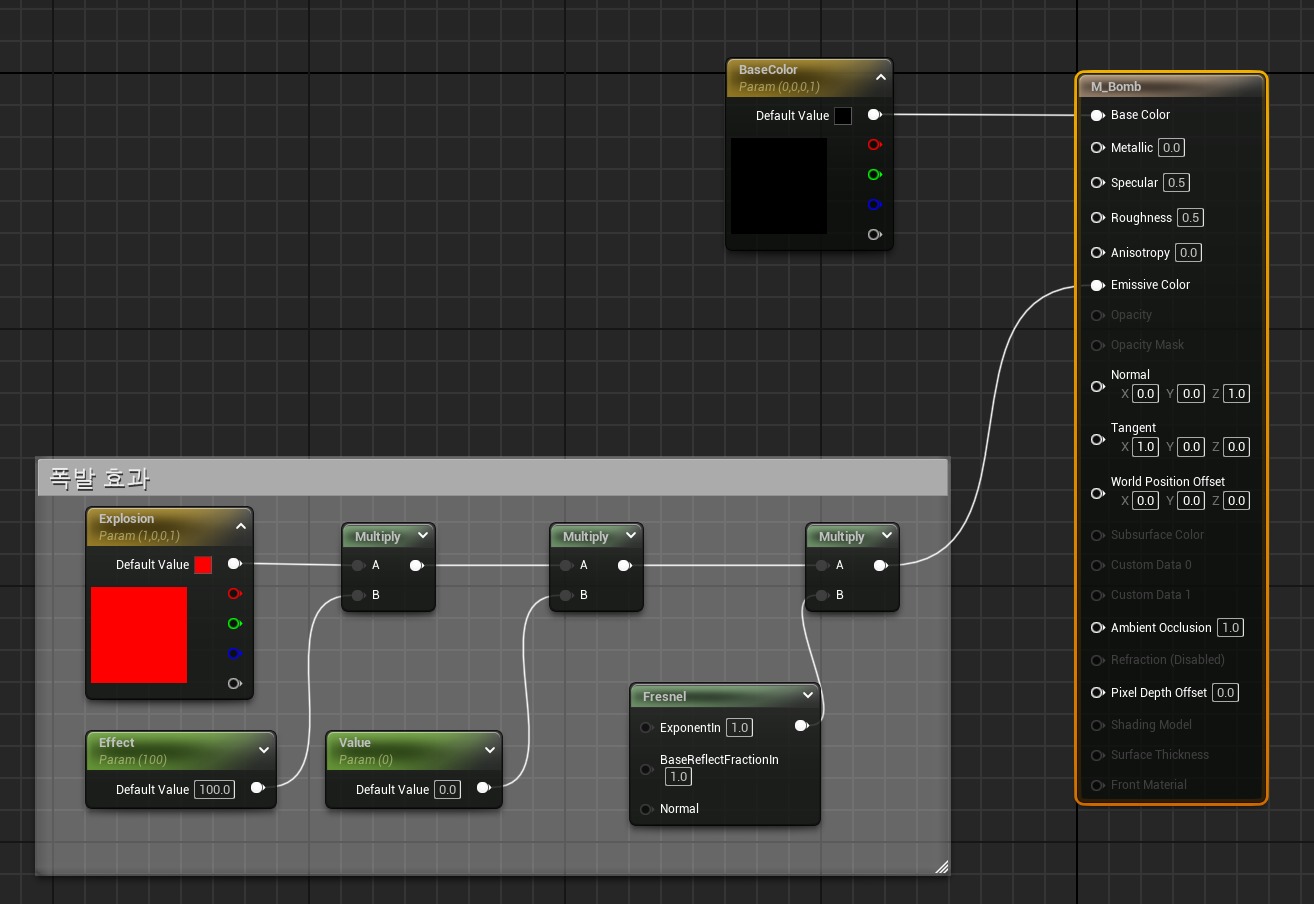 BaseColor
Param (0,0,0,1)
Default Value
M_Bomb
Base Color
Metallic 0.0
Specular 0.5
Roughness 0.5
Anisotropy 0.0
Emissive Color
Opacity
Opacity Mask
Normal
X 0.0 Y 0.0 Z 1.0
Tangent
X 1.0 Y 0.0 Z 0.0
World Position Offset
X 0.0 Y 0.0 Z 0.0
Subsurface Color
Custom Data 0
Custom Data 1
Ambient Occlusion 1.0
Refraction (Disabled)
Pixel Depth Offset 0.0
Shading Model
Surface Thickness
Front Material
폭발 효과
Explosion
Param (1,0,0,1)
Default Value
Multiply
A
B
Multiply
A
B
Multiply
A
B
Effect
Param (100)
Default Value 100.0
Value
Param (0)
Default Value 0.0
Fresnel
ExponentIn 1.0
BaseReflectFractionIn
1.0
Normal